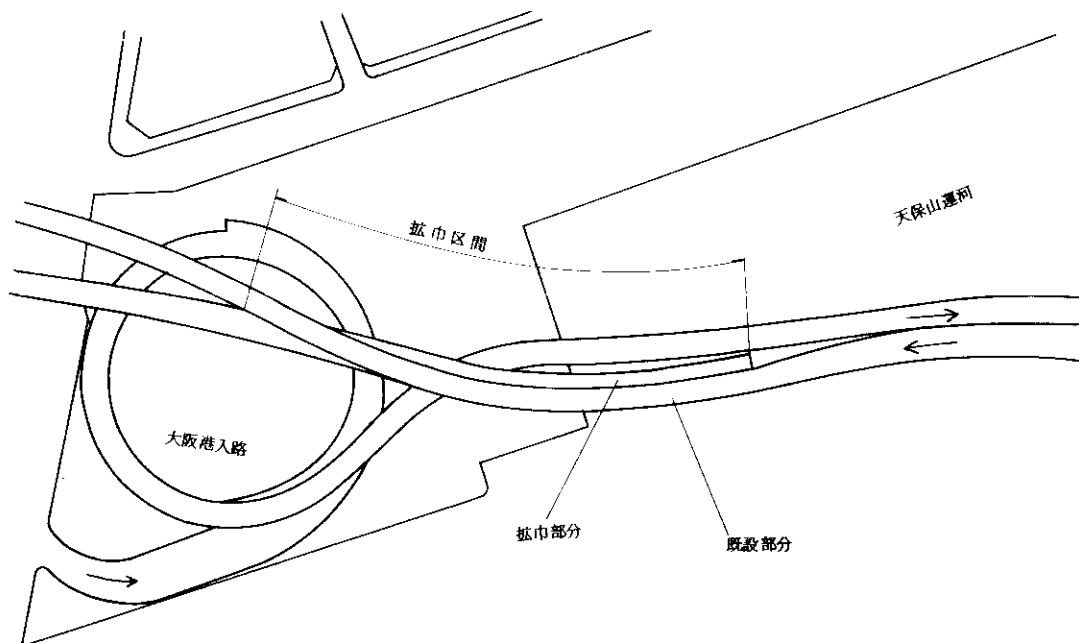 天保山運河
拡巾区間
大阪港入路
拡巾部分
既設部分